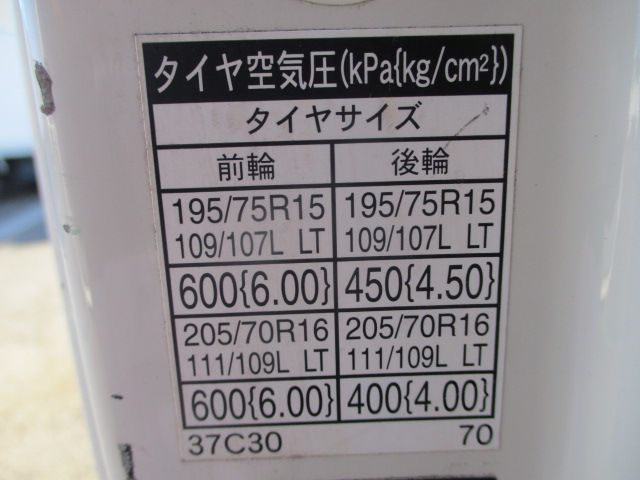 タイヤ空気圧(kPa{kg/cm²})
タイヤサイズ
前輪 後輪
195/75R15 195/75R15
109/107L LT 109/107L LT
600{6.00} 450{4.50}
205/70R16 205/70R16
111/109L LT 111/109L LT
600{6.00} 400{4.00}
37C30 70